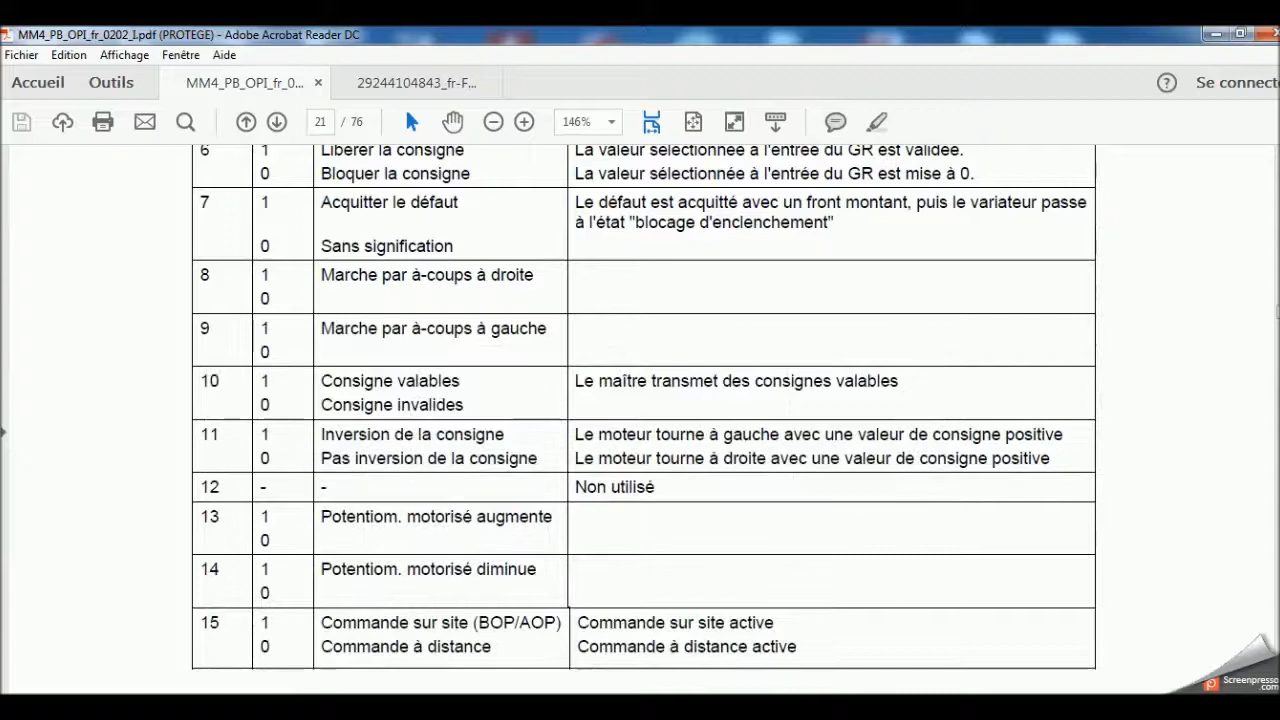 MM4_PB_OPI_fr_0202_I.pdf (PROTEGE) - Adobe Acrobat Reader DC
Fichier Edition Affichage Fenêtre Aide
Accueil Outils MM4_PB_OPI_fr_0... × 29244104843_fr-F... ? Se connect
21 / 76 146%
6 1 Libérer la consigne La valeur sélectionnée à l'entrée du GR est validée.
0 Bloquer la consigne La valeur sélectionnée à l'entrée du GR est mise à 0.
7 1 Acquitter le défaut Le défaut est acquitté avec un front montant, puis le variateur passe
à l'état "blocage d'enclenchement"
0 Sans signification
8 1 Marche par à-coups à droite
0
9 1 Marche par à-coups à gauche
0
10 1 Consigne valables Le maître transmet des consignes valables
0 Consigne invalides
11 1 Inversion de la consigne Le moteur tourne à gauche avec une valeur de consigne positive
0 Pas inversion de la consigne Le moteur tourne à droite avec une valeur de consigne positive
12 - - Non utilisé
13 1 Potentiom. motorisé augmente
0
14 1 Potentiom. motorisé diminue
0
15 1 Commande sur site (BOP/AOP) Commande sur site active
0 Commande à distance Commande à distance active
Screenpresso
.com